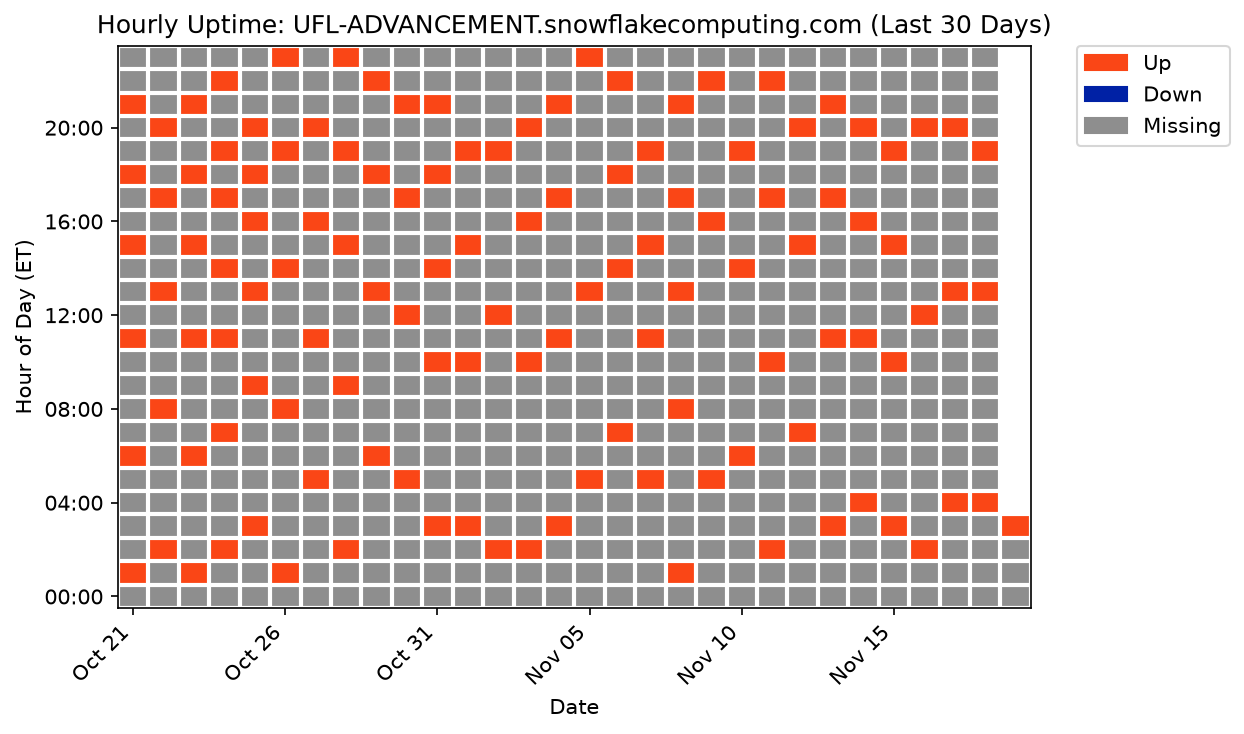 Hourly Uptime: UFL-ADVANCEMENT.snowflakecomputing.com (Last 30 Days)
Up
Down
Missing
20:00
16:00
12:00
08:00
04:00
00:00
Hour of Day (ET)
Oct 21
Oct 26
Oct 31
Nov 05
Nov 10
Nov 15
Date